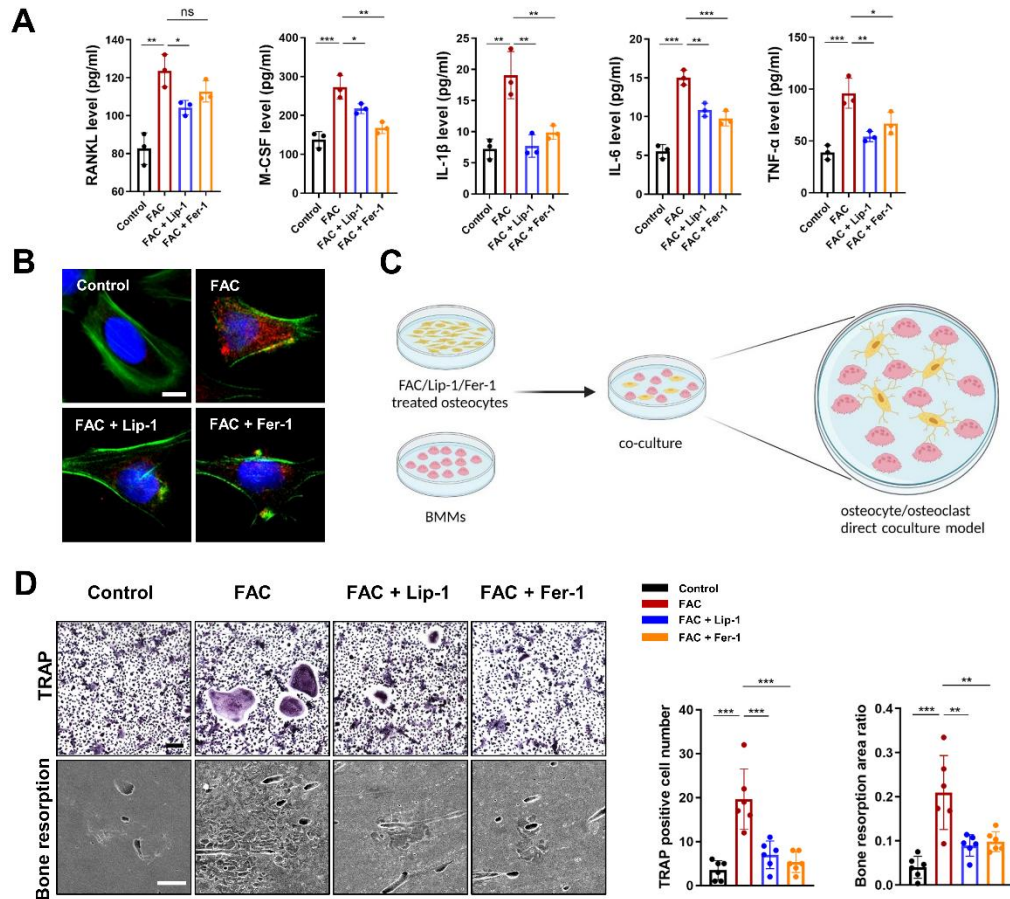 A
RANKL level (pg/ml)
140
120
100
80
60
**
*
ns
Control
FAC
FAC + Lip-1
FAC + Fer-1
M-CSF level (pg/ml)
400
300
200
100
0
***
*
**
Control
FAC
FAC + Lip-1
FAC + Fer-1
IL-1β level (pg/ml)
25
20
15
10
5
0
**
**
**
Control
FAC
FAC + Lip-1
FAC + Fer-1
IL-6 level (pg/ml)
20
15
10
5
0
***
**
***
Control
FAC
FAC + Lip-1
FAC + Fer-1
TNF-α level (pg/ml)
150
100
50
0
***
**
*
Control
FAC
FAC + Lip-1
FAC + Fer-1
B
Control
FAC
FAC + Lip-1
FAC + Fer-1
C
FAC/Lip-1/Fer-1
treated osteocytes
BMMs
co-culture
osteocyte/osteoclast
direct coculture model
D
Control
FAC
FAC + Lip-1
FAC + Fer-1
TRAP
Bone resorption
Control
FAC
FAC + Lip-1
FAC + Fer-1
TRAP positive cell number
40
30
20
10
0
***
***
***
Bone resorption area ratio
0.4
0.3
0.2
0.1
0.0
***
**
**